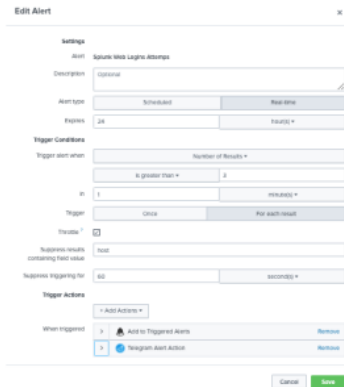 Edit Alert ×
Settings
Alert Splunk Web Logins Attemps
Description Optional
Alert type Scheduled Real-time
Expires 24 hour(s)
Trigger Conditions
Trigger alert when Number of Results
is greater than 3
in 1 minute(s)
Trigger Once For each result
Throttle ?
Suppress results containing field value host
Suppress triggering for 60 second(s)
Trigger Actions
+ Add Actions
When triggered > Add to Triggered Alerts Remove
> Telegram Alert Action Remove
Cancel Save